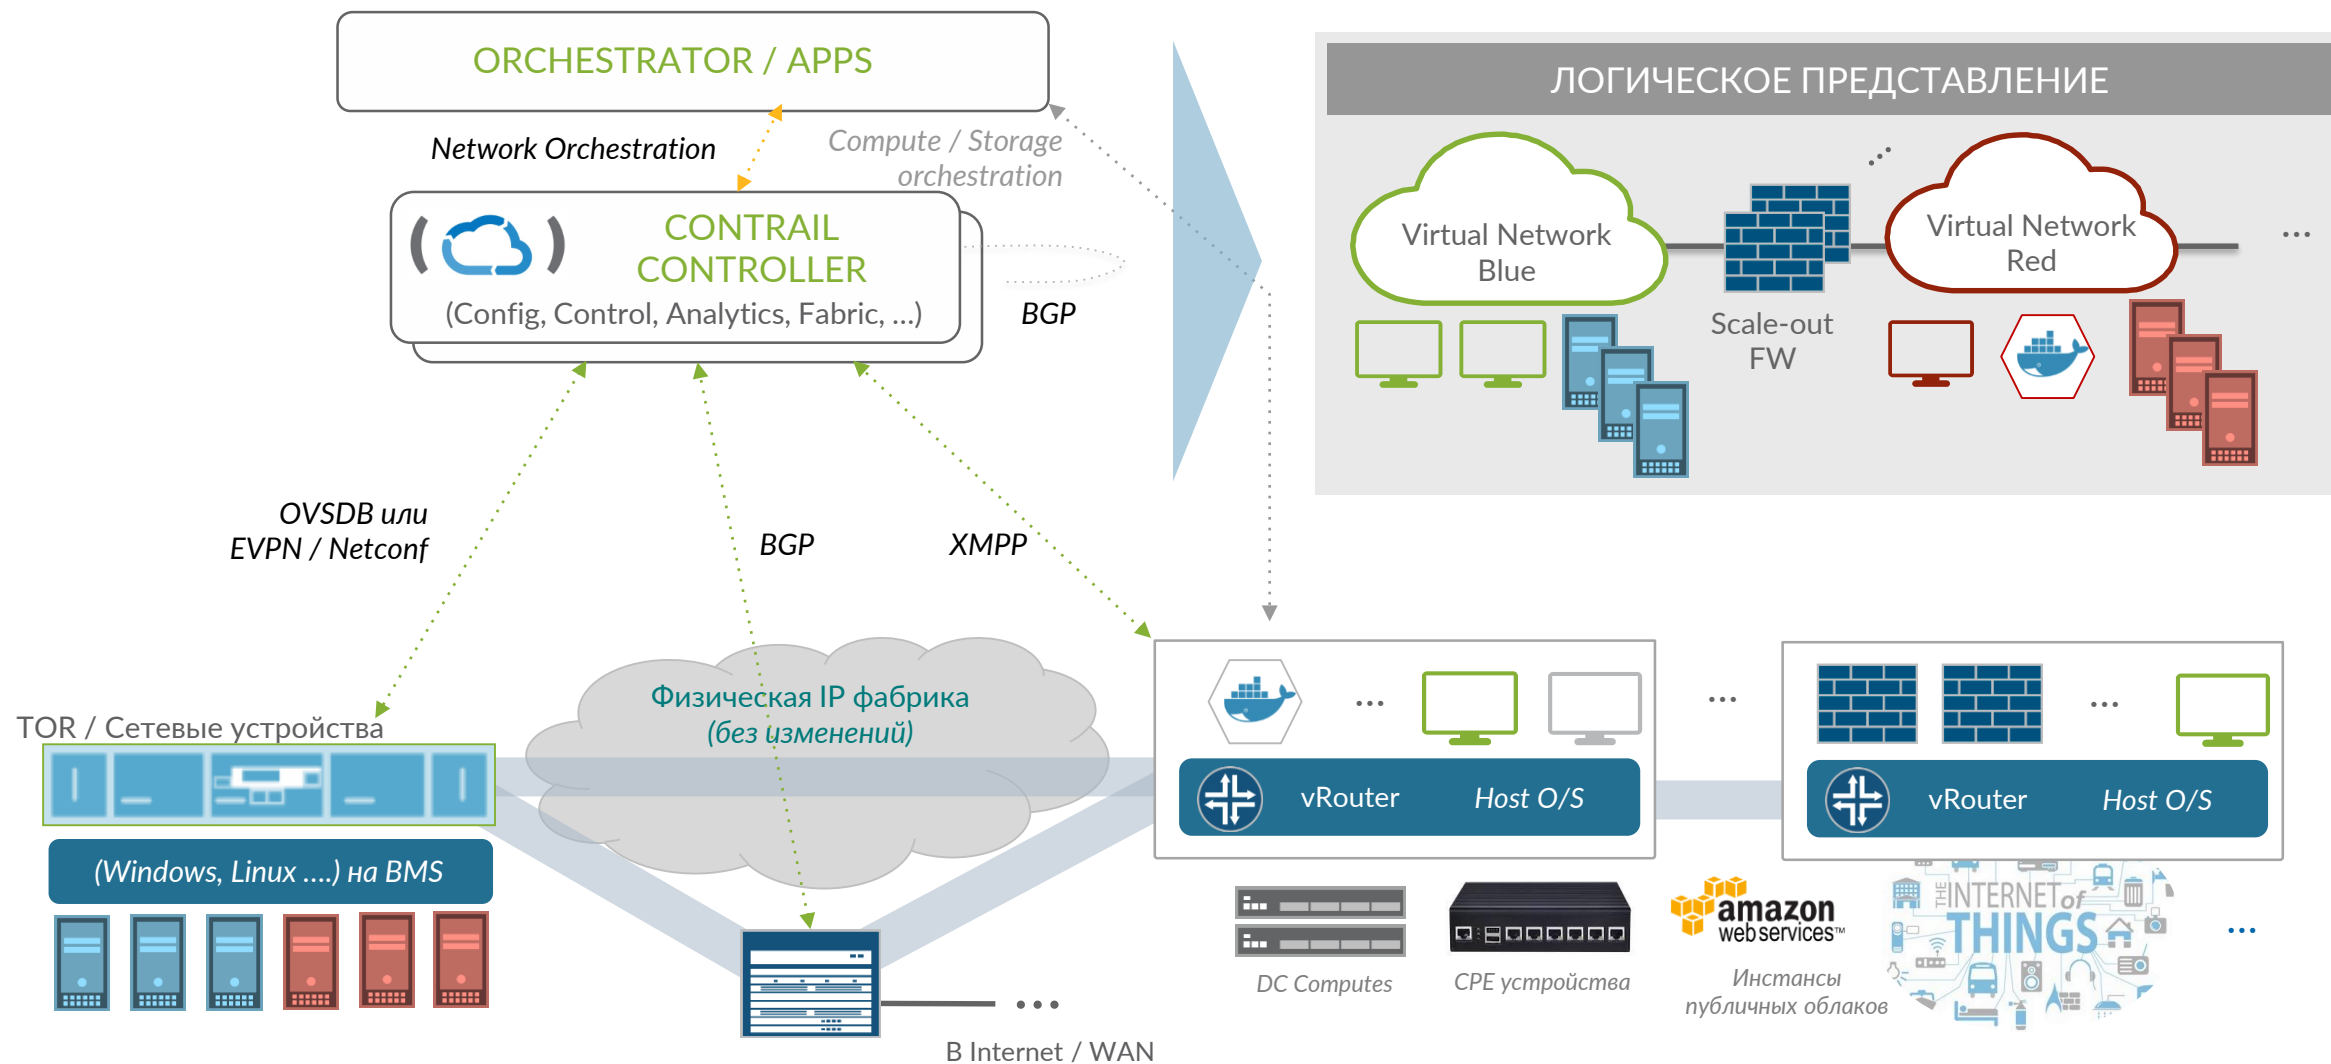 ORCHESTRATOR / APPS
Network Orchestration
Compute / Storage
orchestration
CONTRAIL
CONTROLLER
(Config, Control, Analytics, Fabric, ...)
BGP
ЛОГИЧЕСКОЕ ПРЕДСТАВЛЕНИЕ
...
Virtual Network
Blue
Scale-out
FW
Virtual Network
Red
...
OVSDB или
EVPN / Netconf
BGP
XMPP
TOR / Сетевые устройства
Физическая IP фабрика
(без изменений)
(Windows, Linux ....) на BMS
...
В Internet / WAN
...
vRouter
Host O/S
...
...
vRouter
Host O/S
DC Computes
CPE устройства
amazon
web services™
Инстансы
публичных облаков
THE
INTERNET of
THINGS
...